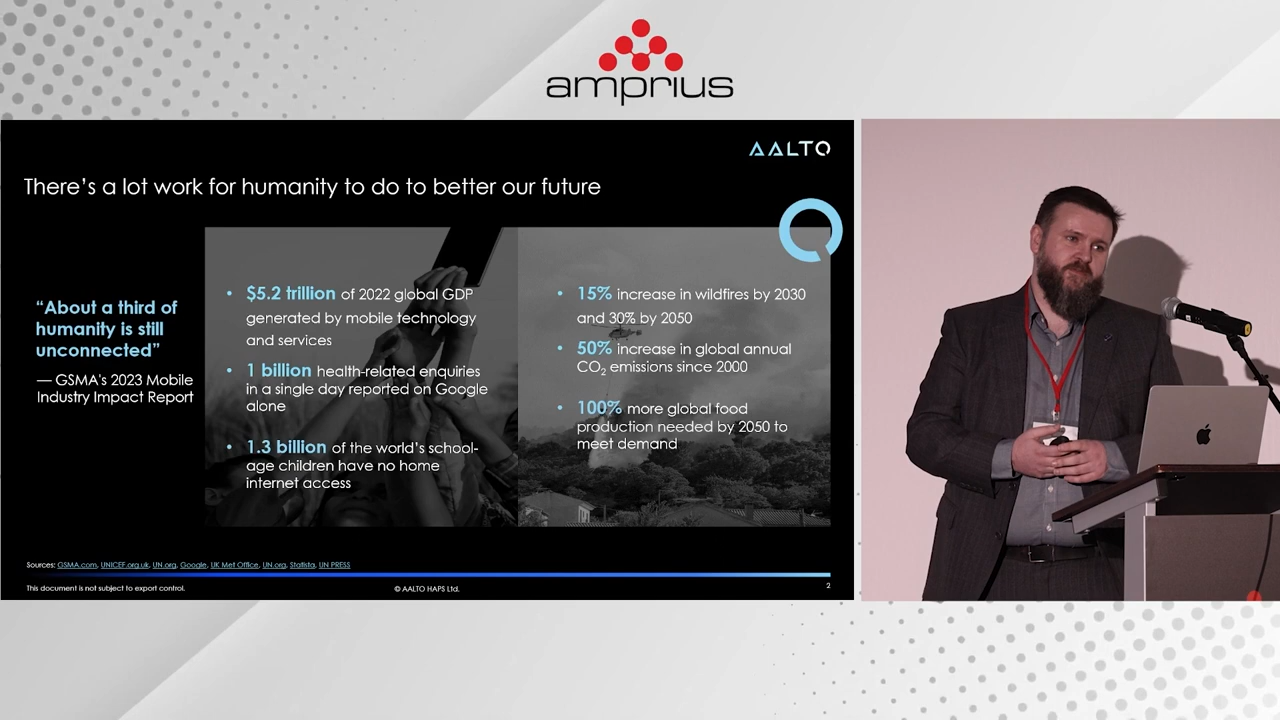 amprius
AALTO
There's a lot work for humanity to do to better our future
"About a third of
humanity is still
unconnected"
— GSMA's 2023 Mobile
Industry Impact Report
• $5.2 trillion of 2022 global GDP
generated by mobile technology
and services
• 1 billion health-related enquiries
in a single day reported on Google
alone
• 1.3 billion of the world's school-
age children have no home
internet access
• 15% increase in wildfires by 2030
and 30% by 2050
• 50% increase in global annual
CO₂ emissions since 2000
• 100% more global food
production needed by 2050 to
meet demand
Sources: GSMA.com, UNICEF.org.uk, UN.org, Google, UK Met Office, UN.org, Statista, UN PRESS
This document is not subject to export control.
© AALTO HAPS Ltd.
2